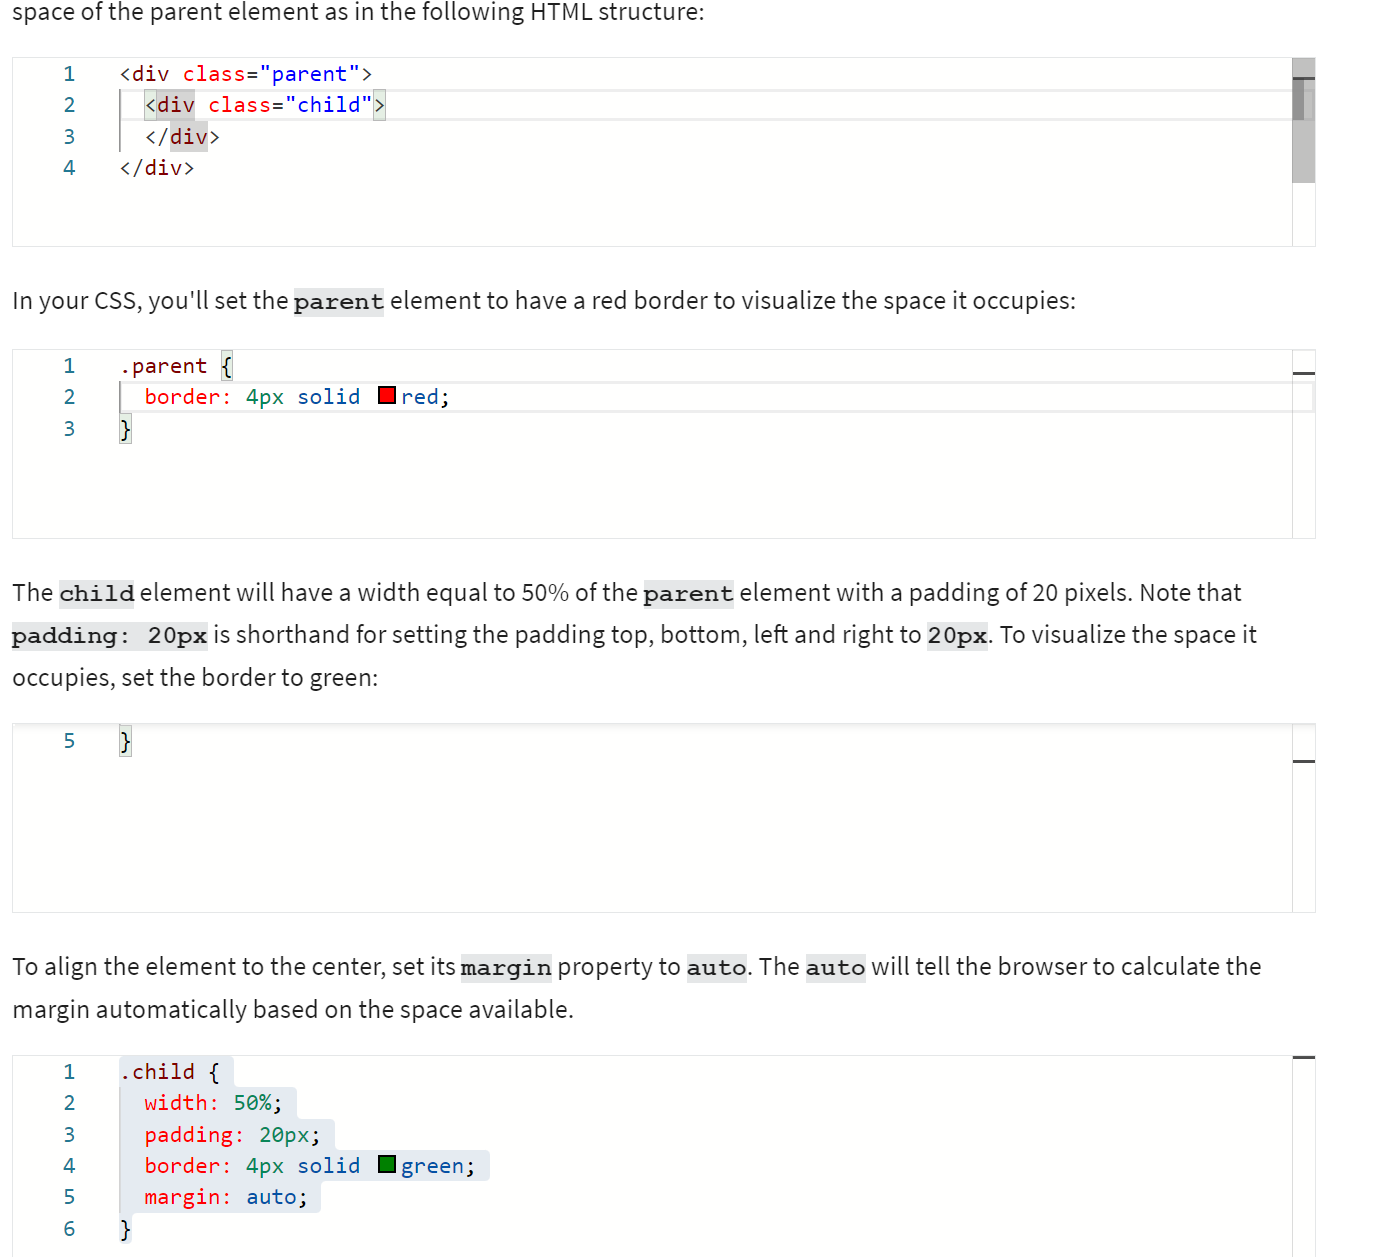 space of the parent element as in the following HTML structure:
1 <div class="parent">
2 <div class="child">
3 </div>
4 </div>
In your CSS, you'll set the parent element to have a red border to visualize the space it occupies:
1 .parent {
2 border: 4px solid red;
3 }
The child element will have a width equal to 50% of the parent element with a padding of 20 pixels. Note that
padding: 20px is shorthand for setting the padding top, bottom, left and right to 20px. To visualize the space it
occupies, set the border to green:
5 }
To align the element to the center, set its margin property to auto. The auto will tell the browser to calculate the
margin automatically based on the space available.
1 .child {
2 width: 50%;
3 padding: 20px;
4 border: 4px solid green;
5 margin: auto;
6 }